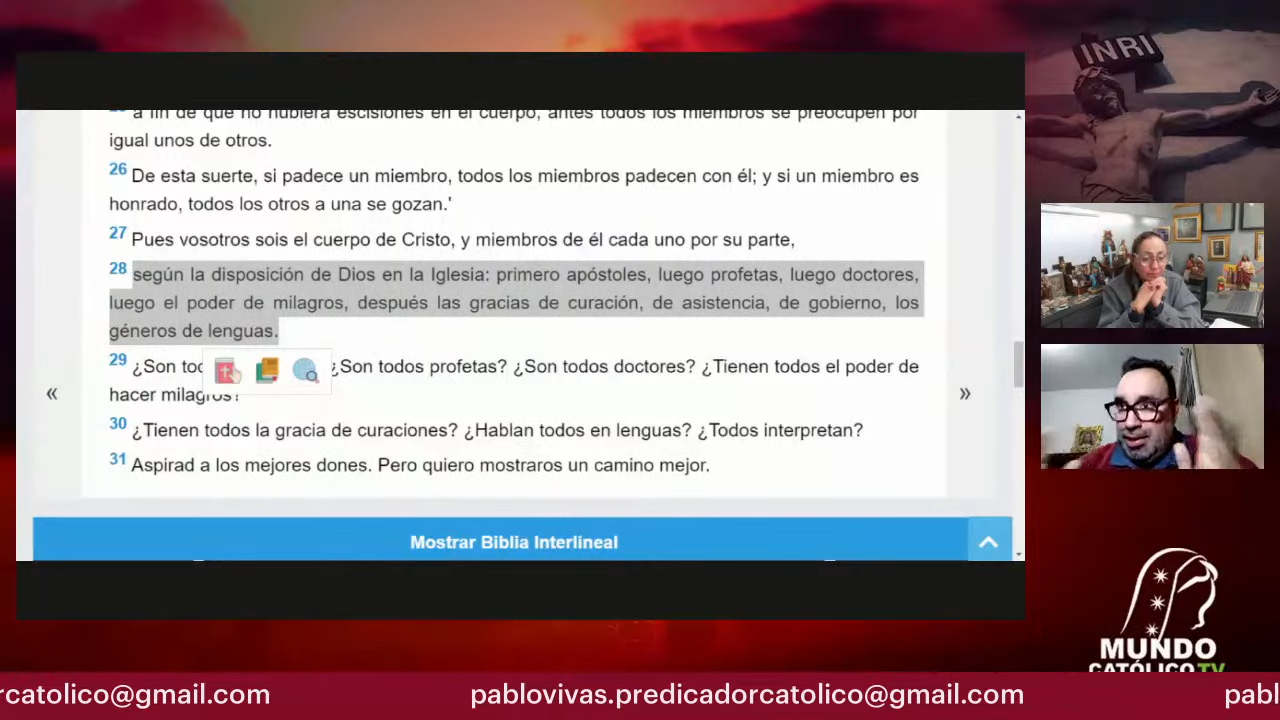 a fin de que no hubiera escisiones en el cuerpo, antes todos los miembros se preocupen por
igual unos de otros.
26 De esta suerte, si padece un miembro, todos los miembros padecen con él; y si un miembro es
honrado, todos los otros a una se gozan.'
27 Pues vosotros sois el cuerpo de Cristo, y miembros de él cada uno por su parte,
28 según la disposición de Dios en la Iglesia: primero apóstoles, luego profetas, luego doctores,
luego el poder de milagros, después las gracias de curación, de asistencia, de gobierno, los
géneros de lenguas.
29 ¿Son ¿Son todos profetas? ¿Son todos doctores? ¿Tienen todos el poder de
hacer milagros?
30 ¿Tienen todos la gracia de curaciones? ¿Hablan todos en lenguas? ¿Todos interpretan?
31 Aspirad a los mejores dones. Pero quiero mostraros un camino mejor.
«
»
Mostrar Biblia Interlineal
INRI
MUNDO
CATÓLICO TV
rcatolico@gmail.com pablovivas.predicadorcatolico@gmail.com pabl